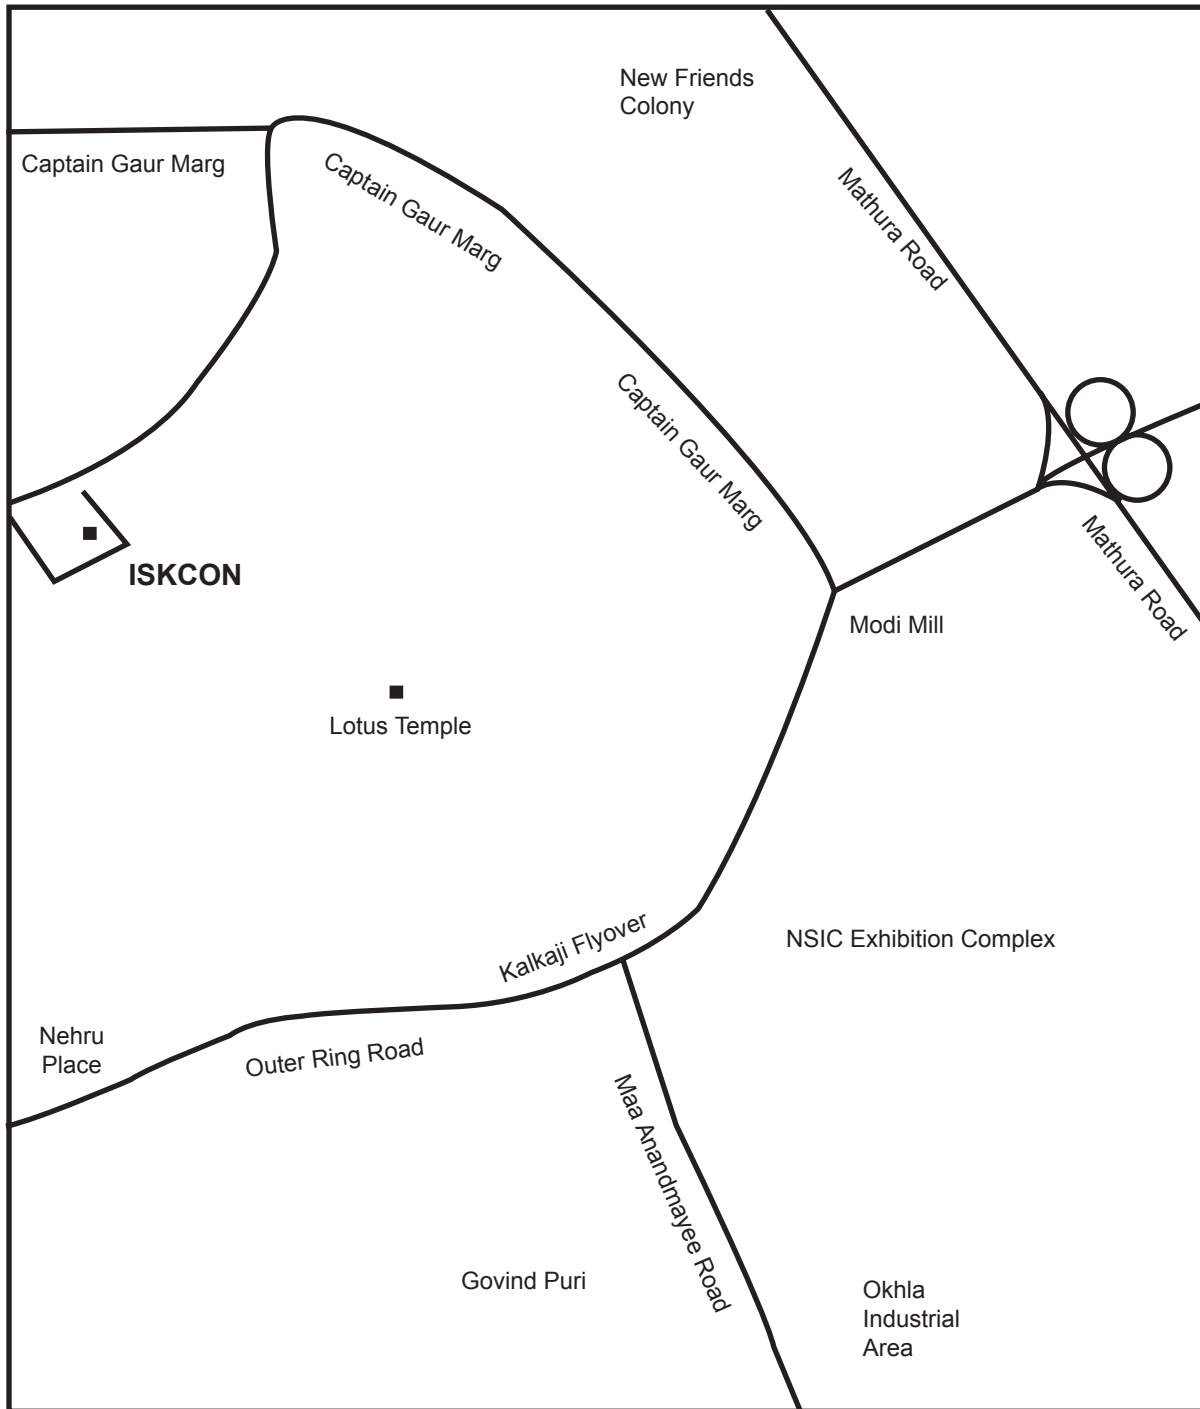 New Friends
Colony
Captain Gaur Marg
Captain Gaur Marg
Mathura Road
Captain Gaur Marg
Mathura Road
ISKCON
Modi Mill
Lotus Temple
Kalkaji Flyover
NSIC Exhibition Complex
Nehru
Place
Outer Ring Road
Maa Anandmayee Road
Govind Puri
Okhla
Industrial
Area